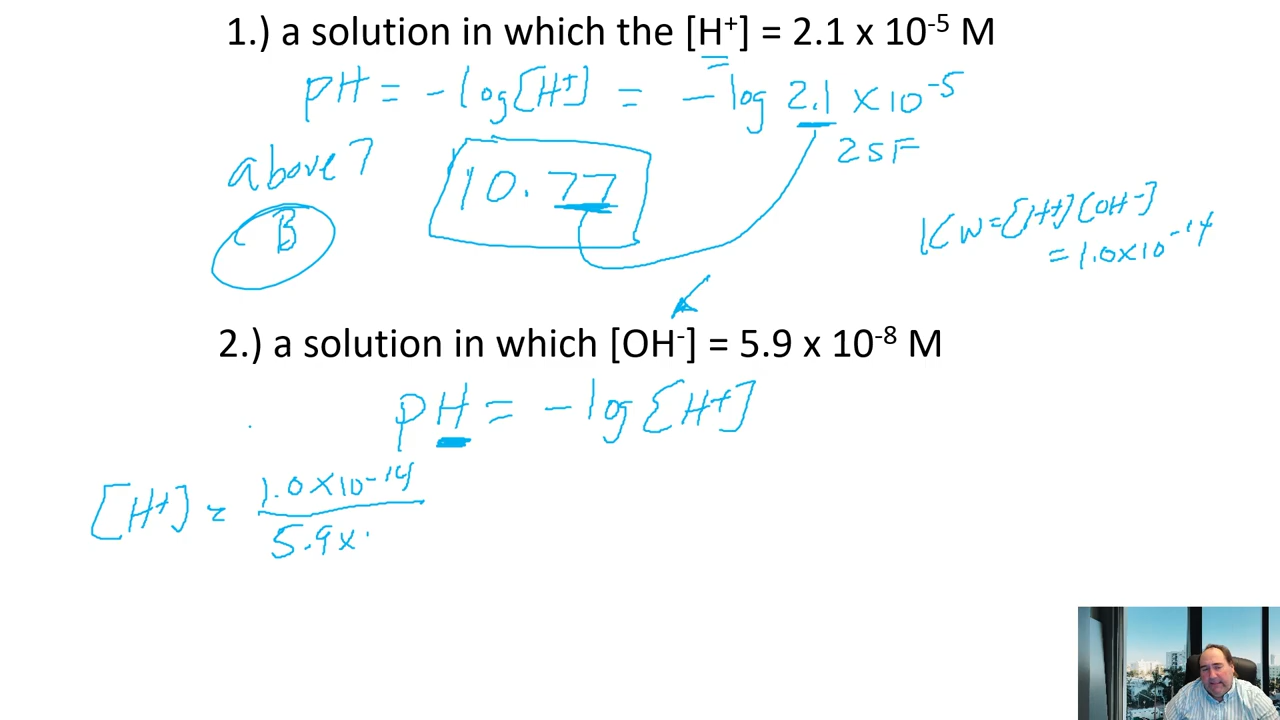 1.) a solution in which the [H⁺] = 2.1 x 10⁻⁵ M
pH = -log[H+] = -log 2.1 x 10⁻⁵
2SF
above 7
10.77
B
Kw = [H+][OH-]
= 1.0x10⁻¹⁴
2.) a solution in which [OH⁻] = 5.9 x 10⁻⁸ M
pH = -log[H+]
[H+] = 1.0x10⁻¹⁴
5.9x